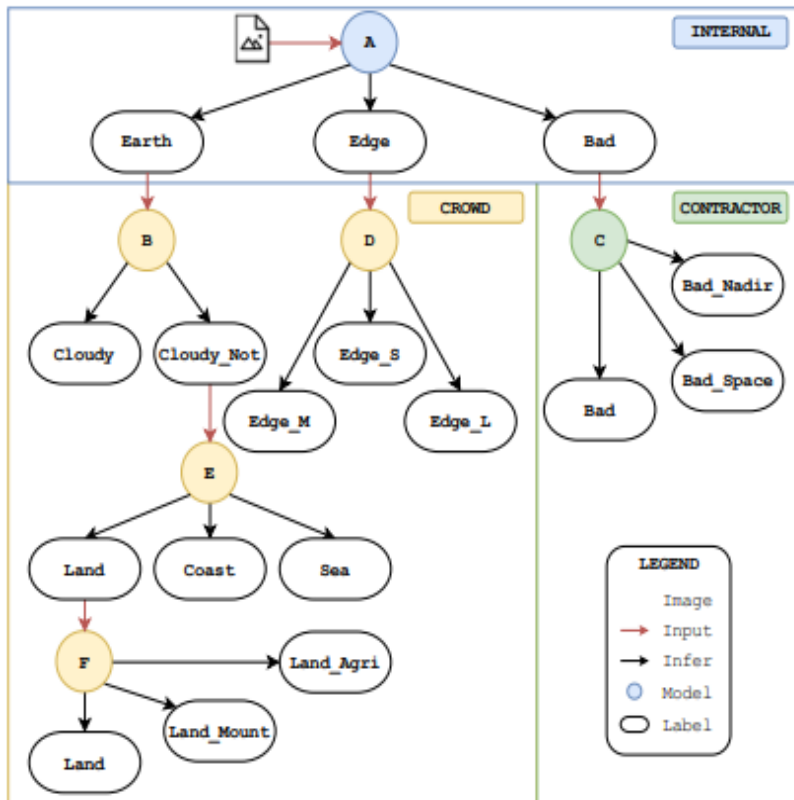 A
INTERNAL
Earth
Edge
Bad
CROWD
CONTRACTOR
B
D
C
Bad_Nadir
Cloudy
Cloudy_Not
Edge_S
Bad_Space
Edge_M
Edge_L
Bad
E
Land
Coast
Sea
F
Land_Agri
Land_Mount
Land
LEGEND
Image
Input
Infer
Model
Label